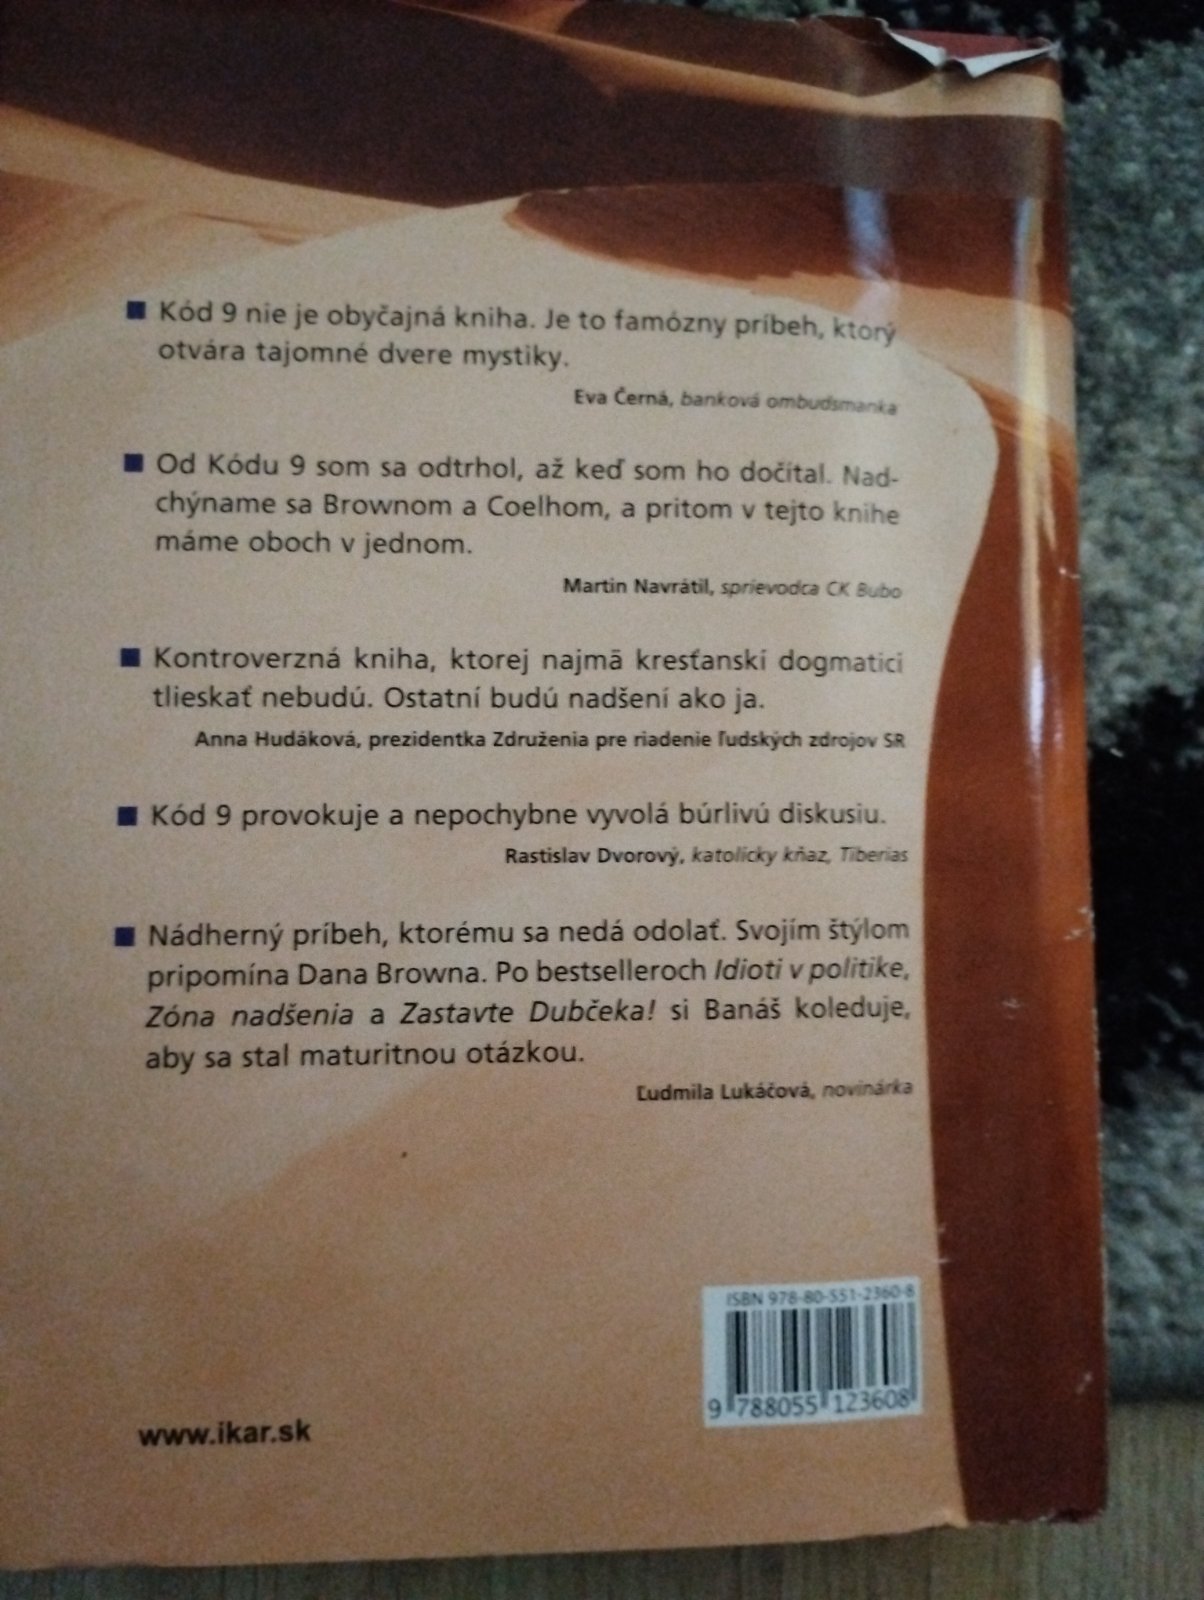 ■ Kód 9 nie je obyčajná kniha. Je to famózny príbeh, ktorý
otvára tajomné dvere mystiky.
Eva Černá, banková ombudsmanka
■ Od Kódu 9 som sa odtrhol, až keď som ho dočítal. Nad-
chýname sa Brownom a Coelhom, a pritom v tejto knihe
máme oboch v jednom.
Martin Navrátil, sprievodca CK Bubo
■ Kontroverzná kniha, ktorej najmä kresťanskí dogmatici
tlieskať nebudú. Ostatní budú nadšení ako ja.
Anna Hudáková, prezidentka Združenia pre riadenie ľudských zdrojov SR
■ Kód 9 provokuje a nepochybne vyvolá búrlivú diskusiu.
Rastislav Dvorový, katolícky kňaz, Tiberias
■ Nádherný príbeh, ktorému sa nedá odolať. Svojím štýlom
pripomína Dana Browna. Po bestselleroch Idioti v politike,
Zóna nadšenia a Zastavte Dubčeka! si Banáš koleduje,
aby sa stal maturitnou otázkou.
Ľudmila Lukáčová, novinárka
ISBN 978-80-551-2360-8
9 788055 123608
www.ikar.sk